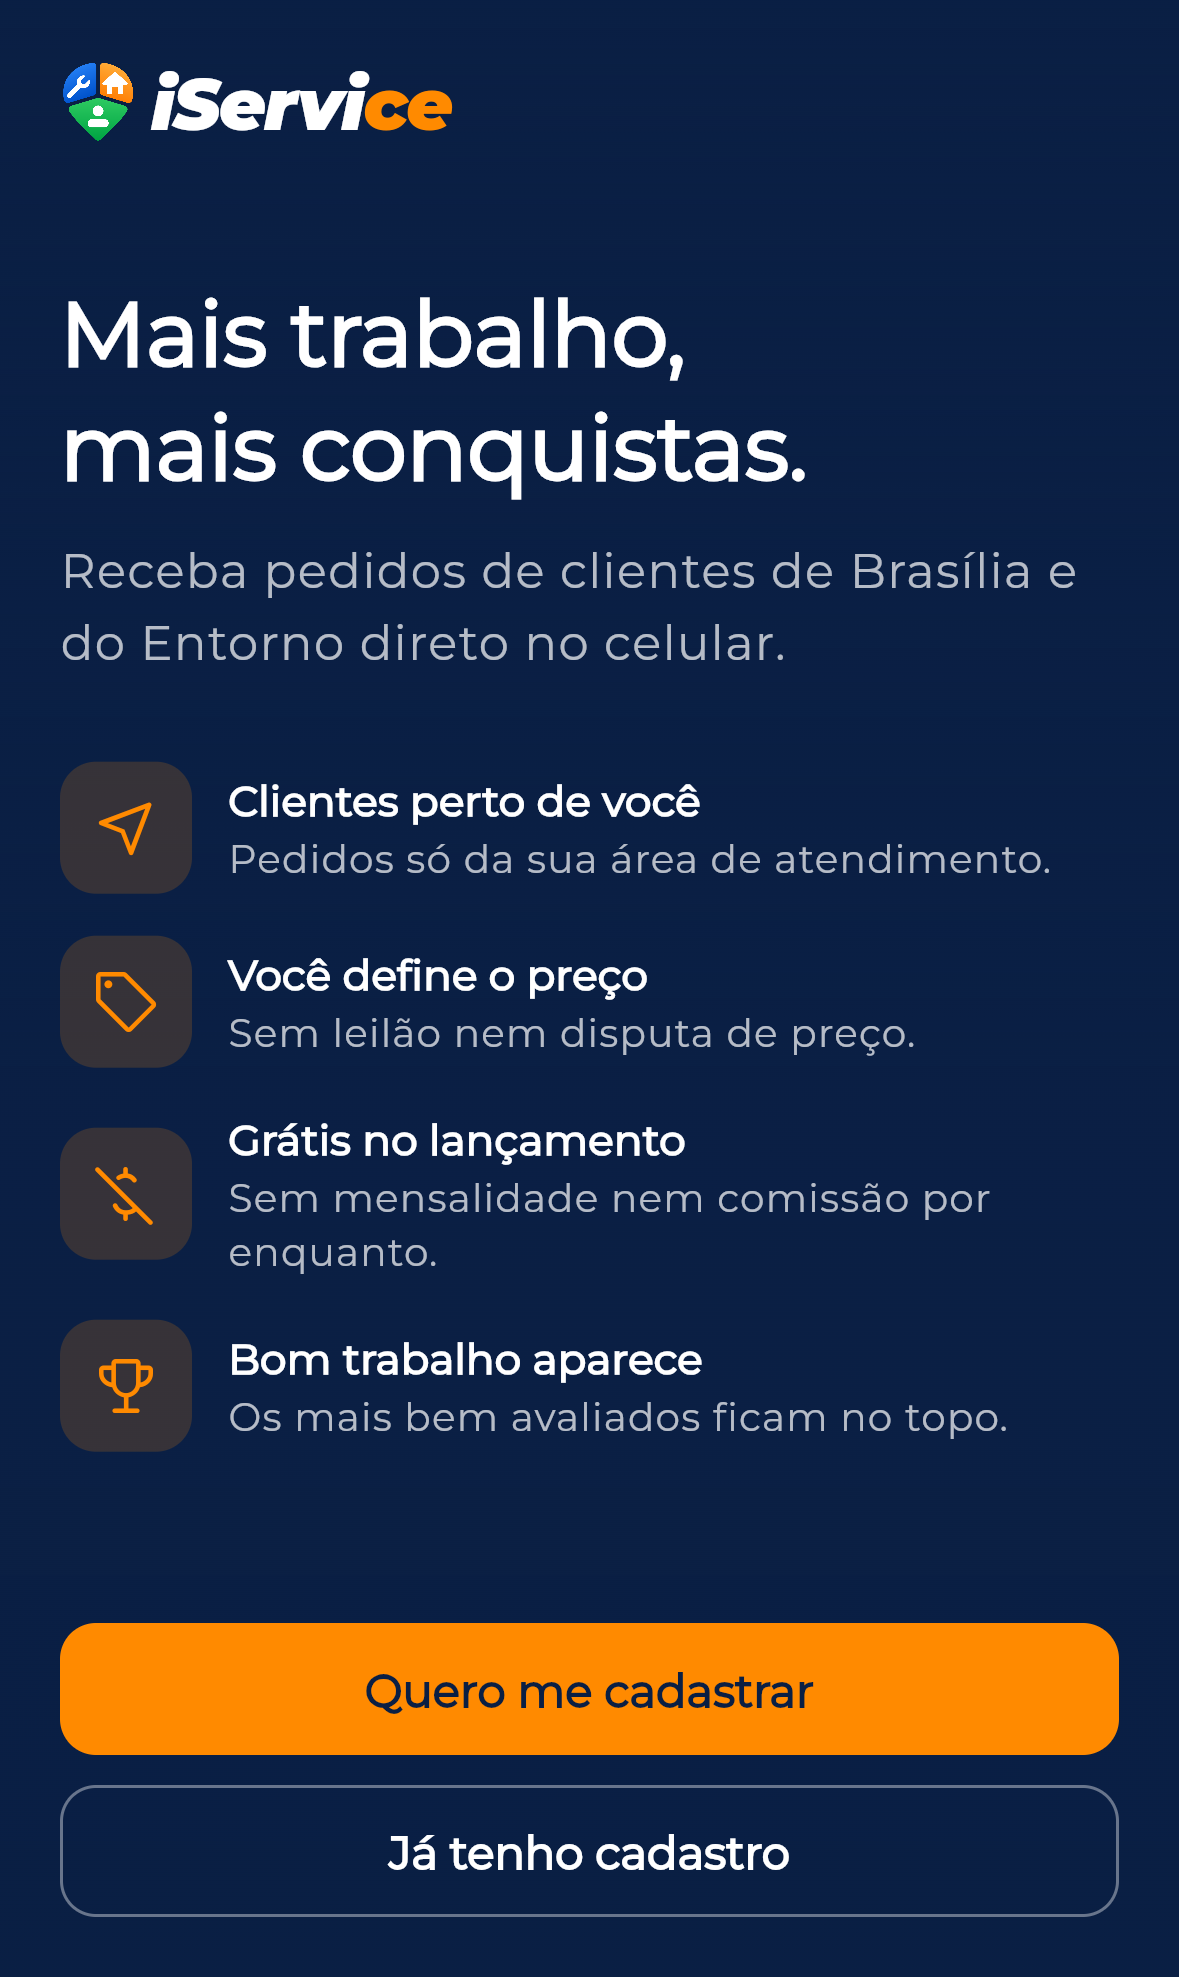 iService
Mais trabalho,
mais conquistas.
Receba pedidos de clientes de Brasília e
do Entorno direto no celular.
Clientes perto de você
Pedidos só da sua área de atendimento.
Você define o preço
Sem leilão nem disputa de preço.
Grátis no lançamento
Sem mensalidade nem comissão por
enquanto.
Bom trabalho aparece
Os mais bem avaliados ficam no topo.
Quero me cadastrar
Já tenho cadastro